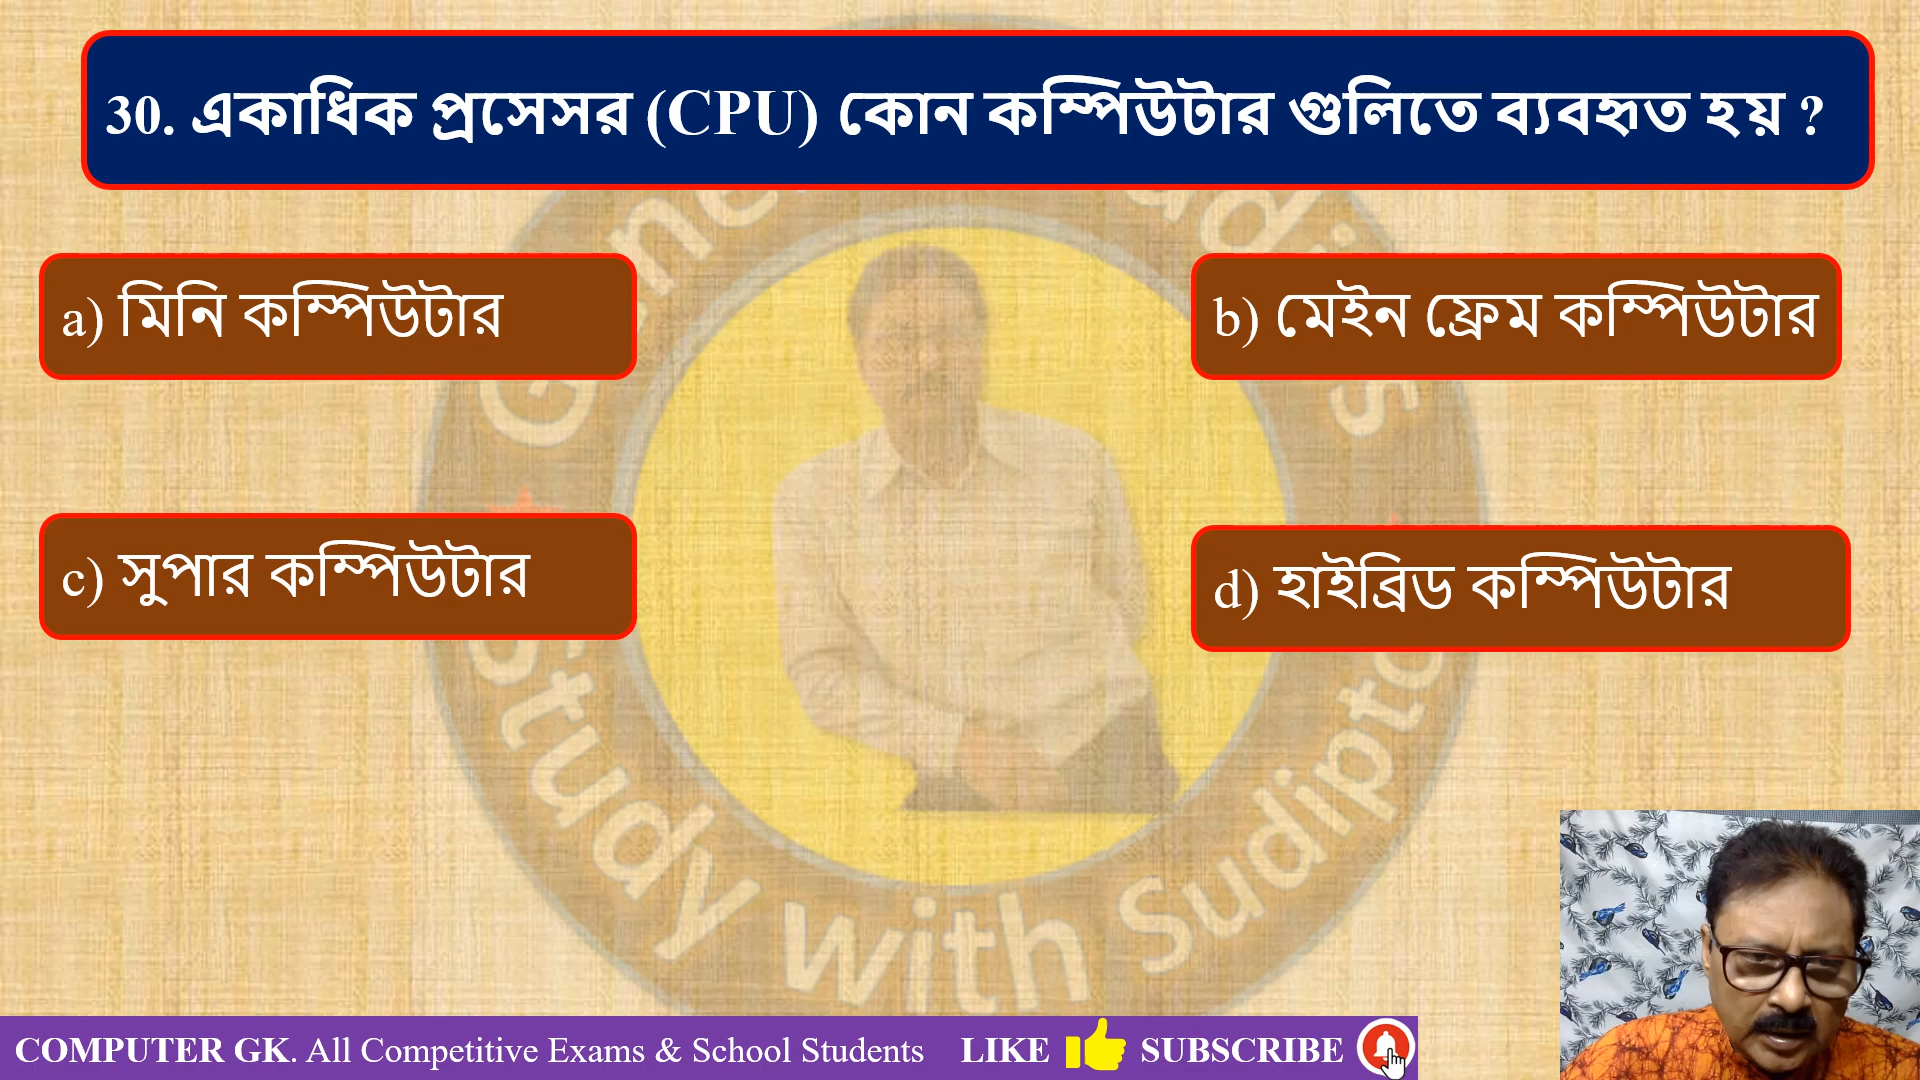 30. একাধিক প্রসেসর (CPU) কোন কম্পিউটার গুলিতে ব্যবহৃত হয় ?
a) মিনি কম্পিউটার
b) মেইন ফ্রেম কম্পিউটার
c) সুপার কম্পিউটার
d) হাইব্রিড কম্পিউটার
Study with Sudipto
COMPUTER GK. All Competitive Exams & School Students LIKE SUBSCRIBE